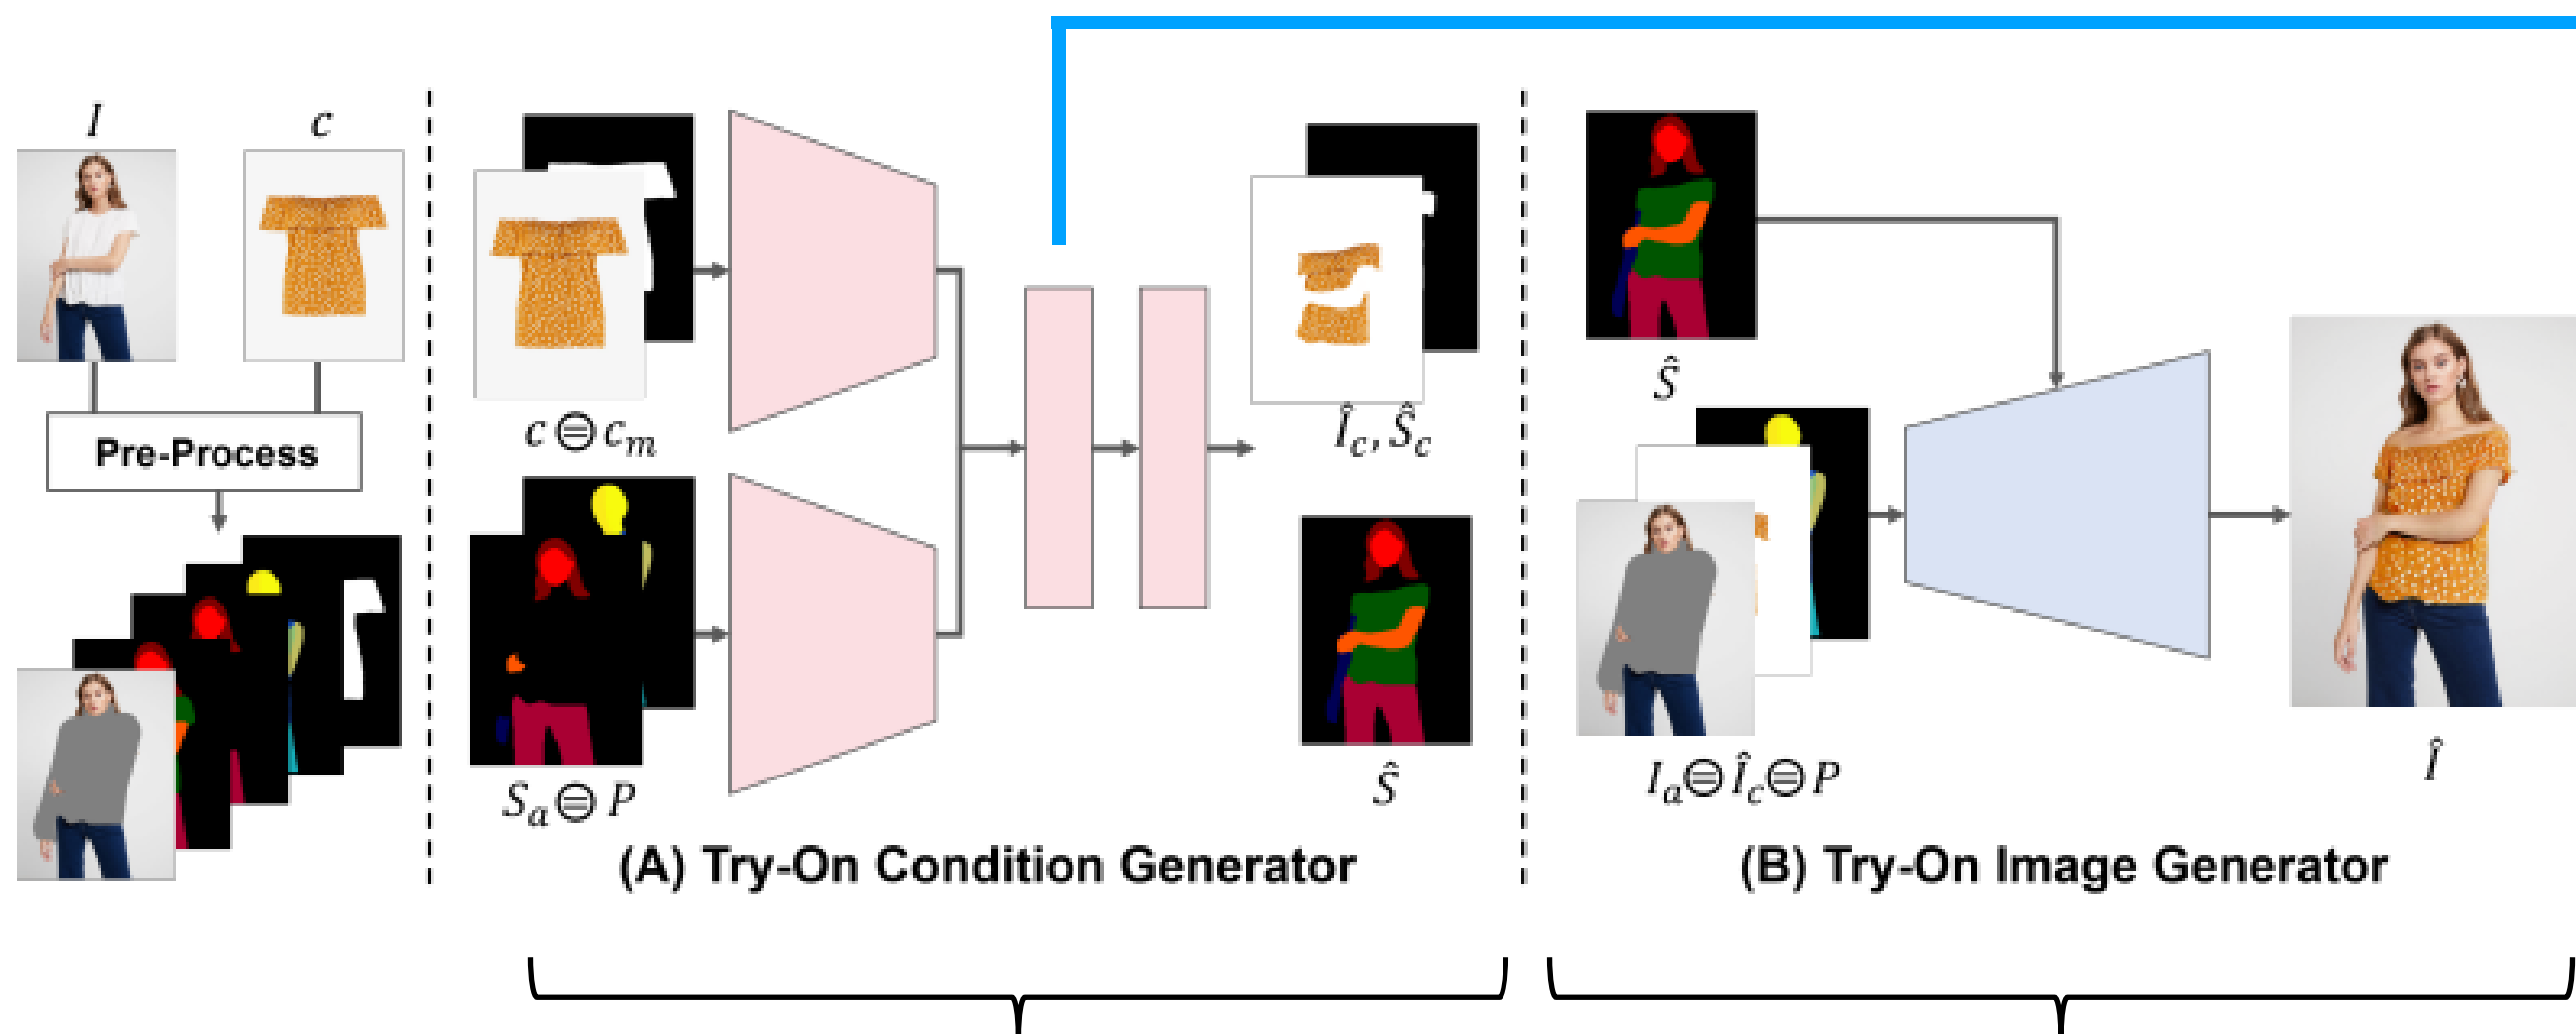 I
c
Pre-Process
c ⊜ c_m
S_a ⊜ P
Î_c, Ŝ_c
Ŝ
(A) Try-On Condition Generator
Ŝ
I_a ⊜ Î_c ⊜ P
Î
(B) Try-On Image Generator